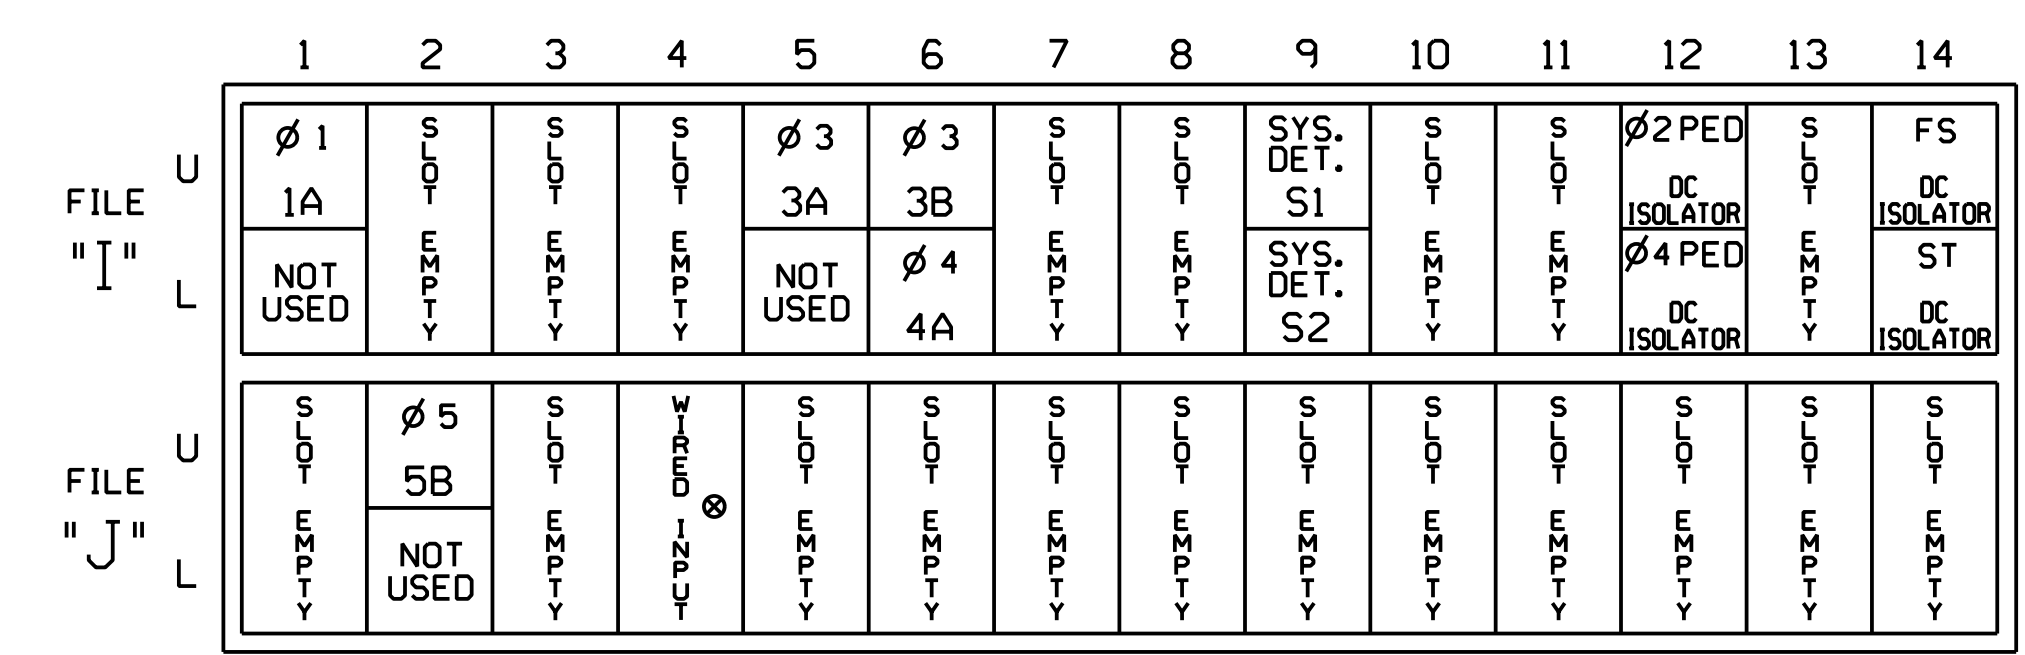 1 2 3 4 5 6 7 8 9 10 11 12 13 14
FILE
"I"
U
L
Ø 1
1A
NOT
USED
SLOT EMPTY
SLOT EMPTY
SLOT EMPTY
Ø 3
3A
NOT
USED
Ø 3
3B
Ø 4
4A
SLOT EMPTY
SLOT EMPTY
SYS.
DET.
S1
SYS.
DET.
S2
SLOT EMPTY
SLOT EMPTY
Ø2 PED
DC
ISOLATOR
Ø4 PED
DC
ISOLATOR
SLOT EMPTY
FS
DC
ISOLATOR
ST
DC
ISOLATOR
FILE
"J"
U
L
SLOT EMPTY
Ø 5
5B
NOT
USED
SLOT EMPTY
WIRED INPUT
⊗
SLOT EMPTY
SLOT EMPTY
SLOT EMPTY
SLOT EMPTY
SLOT EMPTY
SLOT EMPTY
SLOT EMPTY
SLOT EMPTY
SLOT EMPTY
SLOT EMPTY